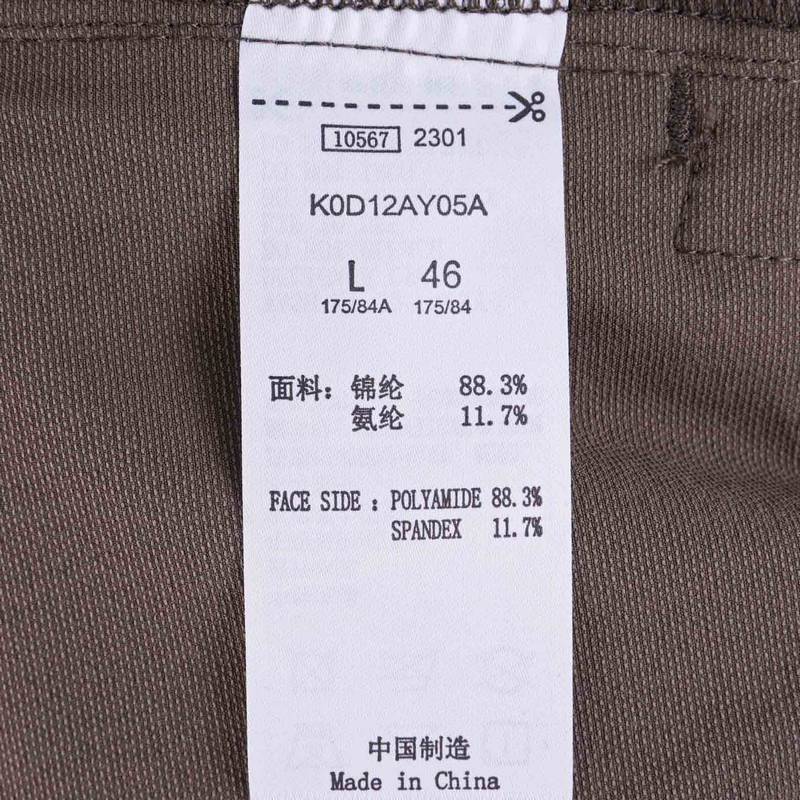 10567 2301
K0D12AY05A
L 46
175/84A 175/84
面料：锦纶 88.3%
氨纶 11.7%
FACE SIDE : POLYAMIDE 88.3%
SPANDEX 11.7%
中国制造
Made in China